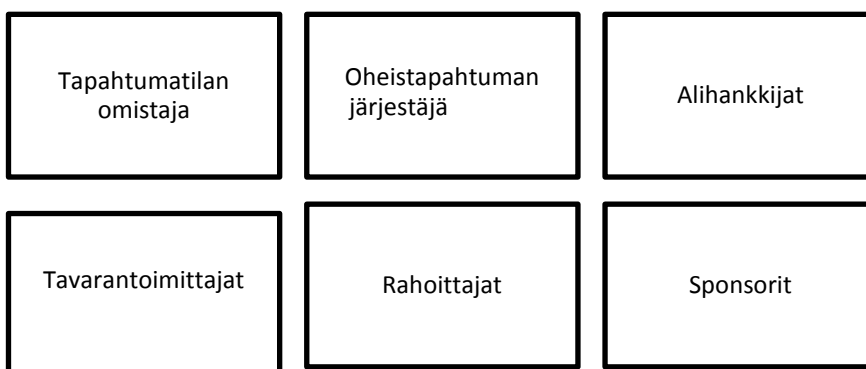 Tapahtumatilan
omistaja
Oheistapahtuman
järjestäjä
Alihankkijat
Tavarantoimittajat
Rahoittajat
Sponsorit